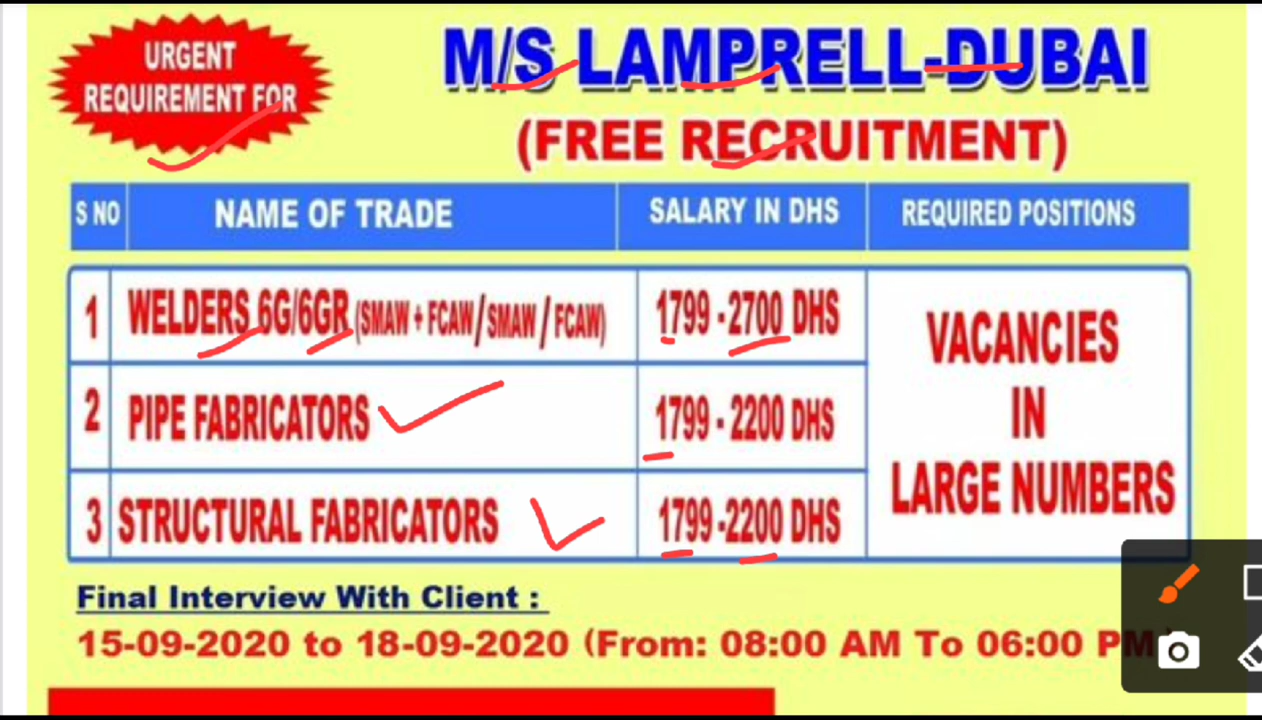 URGENT
REQUIREMENT FOR
M/S LAMPRELL-DUBAI
(FREE RECRUITMENT)
S NO NAME OF TRADE SALARY IN DHS REQUIRED POSITIONS
1 WELDERS 6G/6GR (SMAW + FCAW/SMAW/FCAW) 1799 - 2700 DHS
2 PIPE FABRICATORS 1799 - 2200 DHS
3 STRUCTURAL FABRICATORS 1799 -2200 DHS
VACANCIES
IN
LARGE NUMBERS
Final Interview With Client :
15-09-2020 to 18-09-2020 (From: 08:00 AM To 06:00 PM)